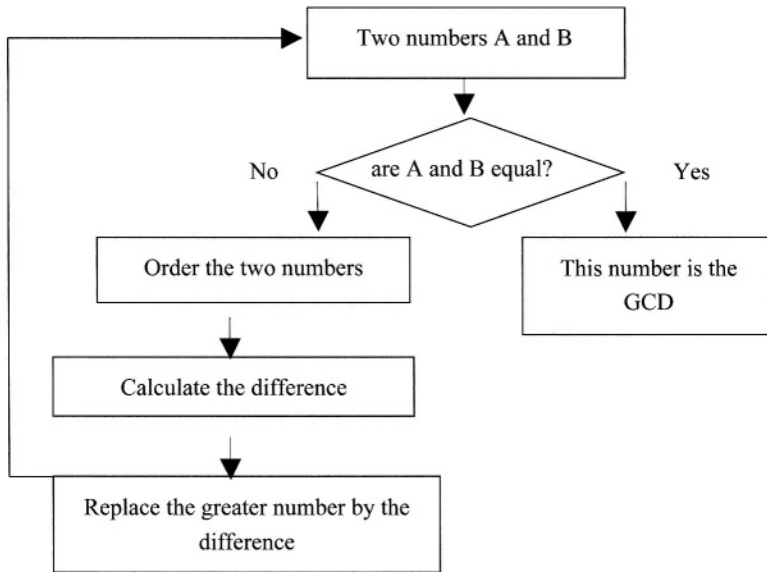 Two numbers A and B
are A and B equal?
No
Yes
Order the two numbers
This number is the
GCD
Calculate the difference
Replace the greater number by the
difference